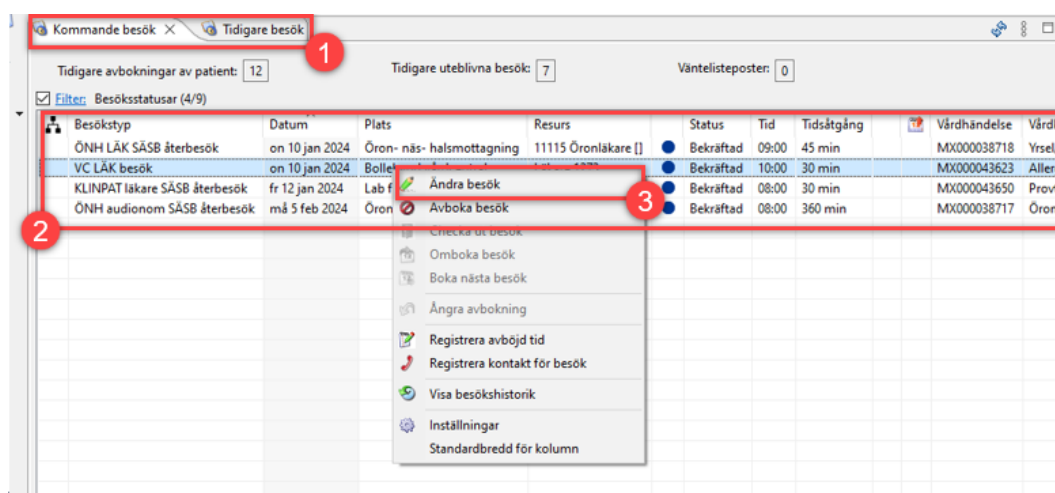 Kommande besök Tidigare besök
1
Tidigare avbokningar av patient: 12 Tidigare uteblivna besök: 7 Väntelisteposter: 0
Filter: Besöksstatusar (4/9)
Besökstyp Datum Plats Resurs Status Tid Tidsåtgång Vårdhändelse
ÖNH LÄK SÄSB återbesök on 10 jan 2024 Öron- näs- halsmottagning 11115 Öronläkare [] Bekräftad 09:00 45 min MX000038718
VC LÄK besök on 10 jan 2024 Bekräftad 10:00 30 min MX000043623
KLINPAT läkare SÄSB återbesök fr 12 jan 2024 Lab Bekräftad 08:00 30 min MX000043650
ÖNH audionom SÄSB återbesök må 5 feb 2024 Bekräftad 08:00 360 min MX000038717
2
Ändra besök
3
Avboka besök
Checka ut besök
Omboka besök
Boka nästa besök
Ångra avbokning
Registrera avböjd tid
Registrera kontakt för besök
Visa besökshistorik
Inställningar
Standardbredd för kolumn